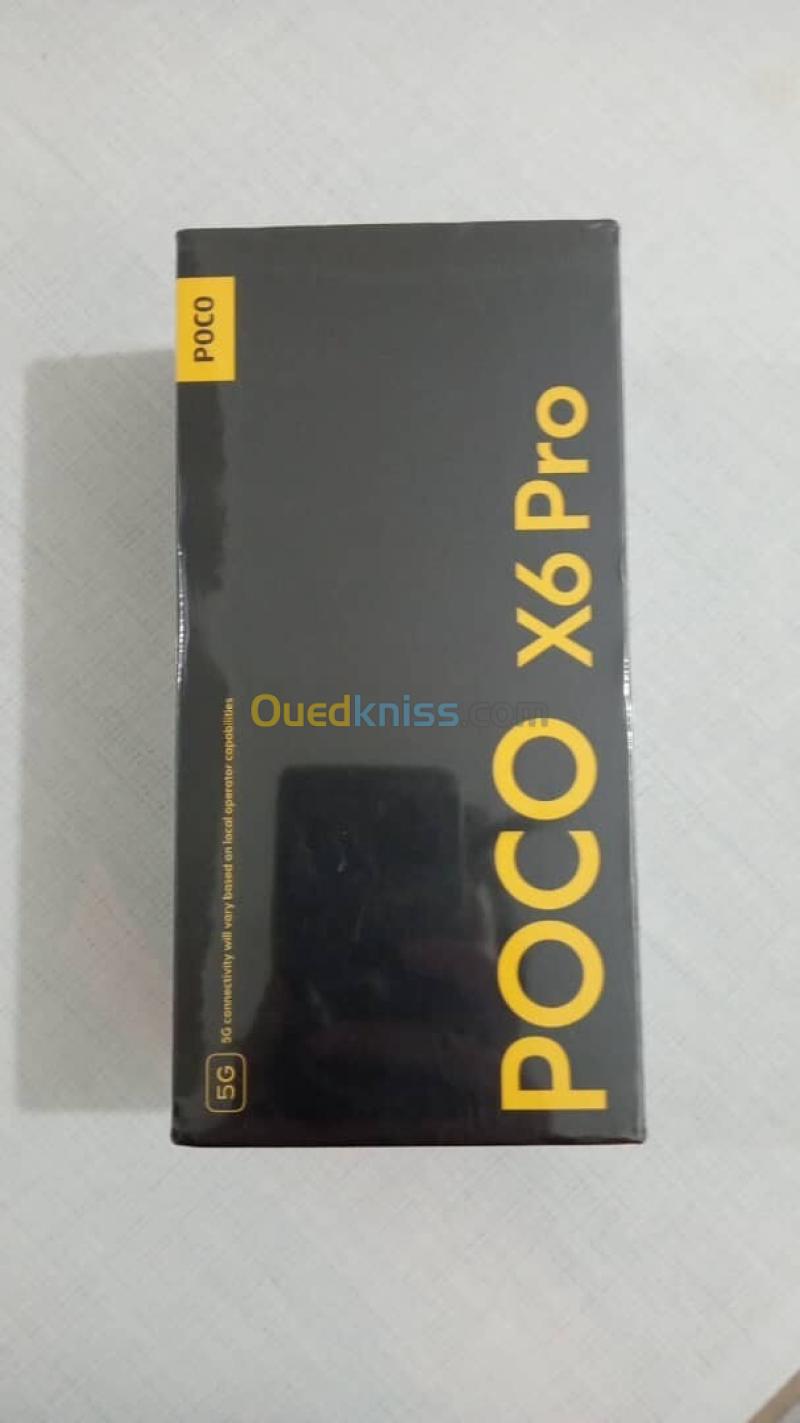 POCO
POCO X6 Pro
5G
5G connectivity will vary based on local operator capabilities
Ouedkniss.com